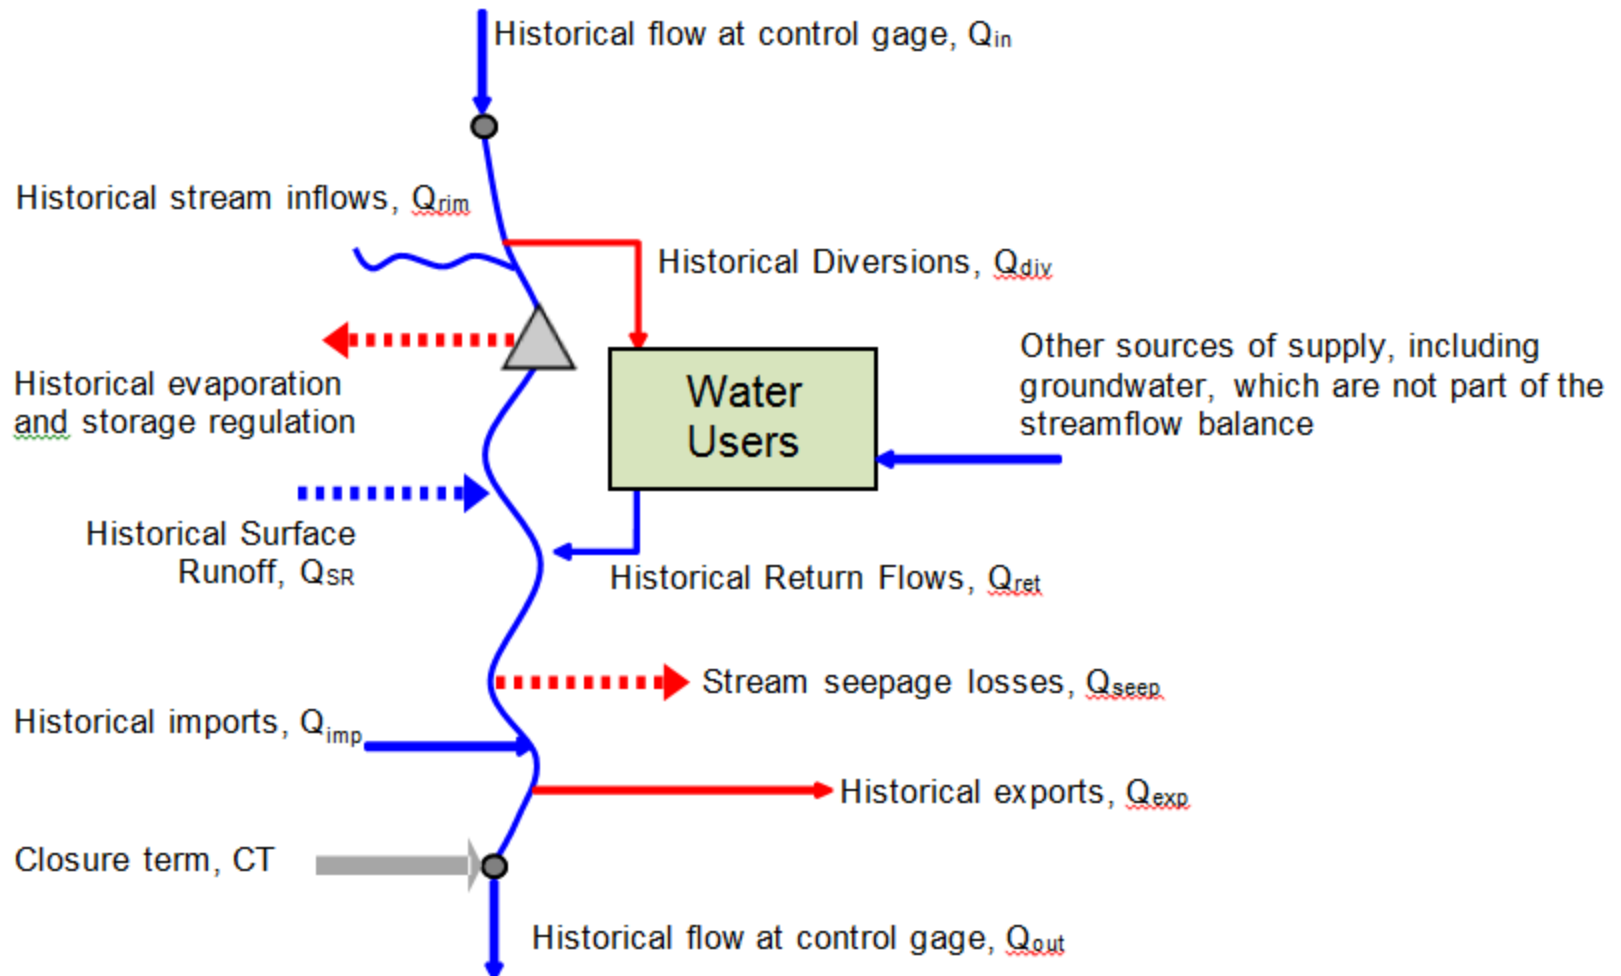 Historical flow at control gage, Qin
Historical stream inflows, Qrim
Historical Diversions, Qdiv
Other sources of supply, including
groundwater, which are not part of the
streamflow balance
Historical evaporation
and storage regulation
Water
Users
Historical Surface
Runoff, QSR
Historical Return Flows, Qret
Stream seepage losses, Qseep
Historical imports, Qimp
Historical exports, Qexp
Closure term, CT
Historical flow at control gage, Qout